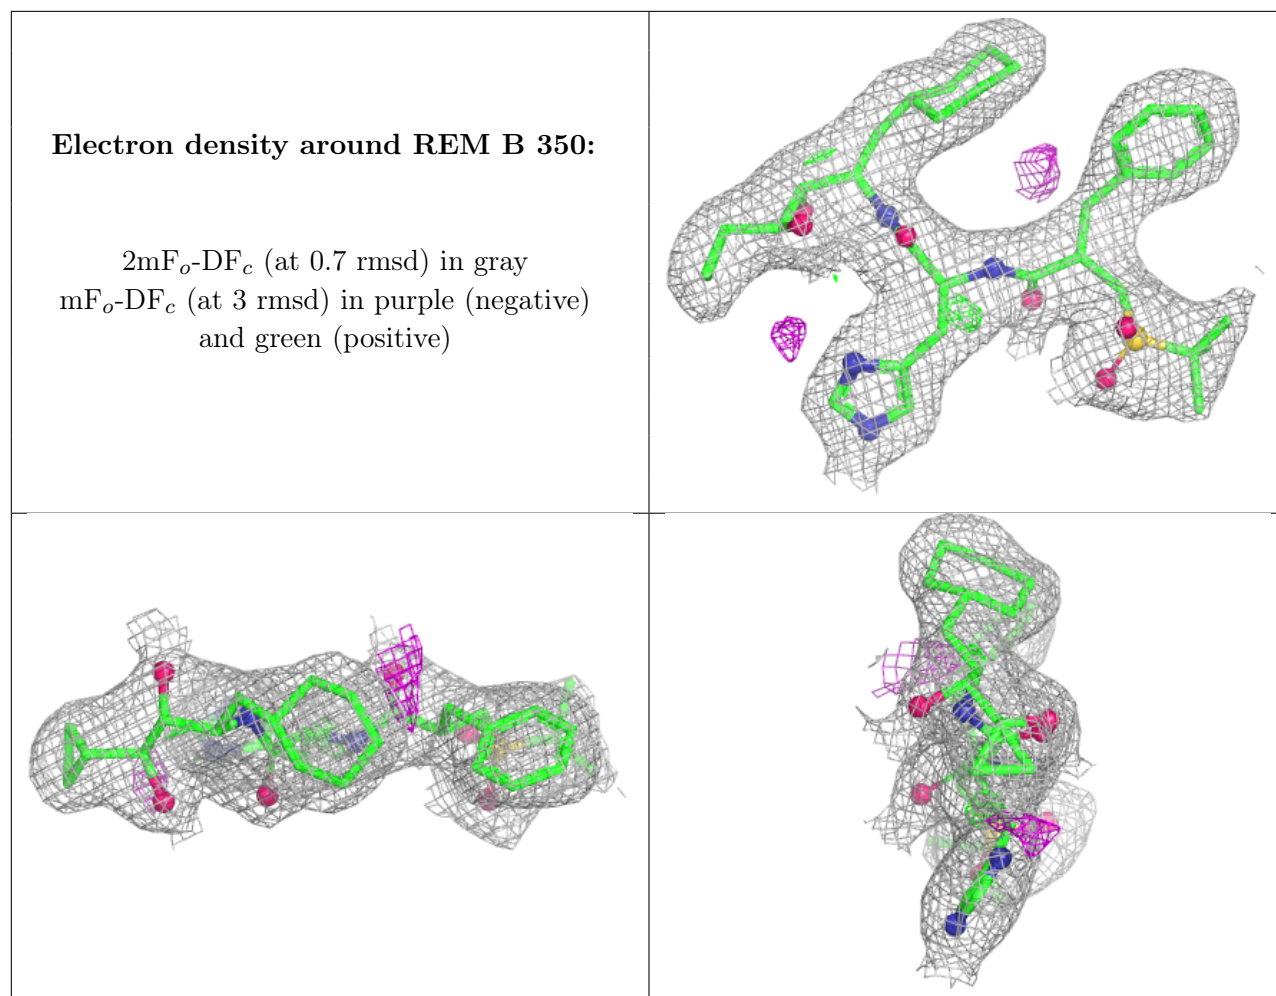 Electron density around REM B 350:
2mFₒ-DF𝒸 (at 0.7 rmsd) in gray
mFₒ-DF𝒸 (at 3 rmsd) in purple (negative)
and green (positive)